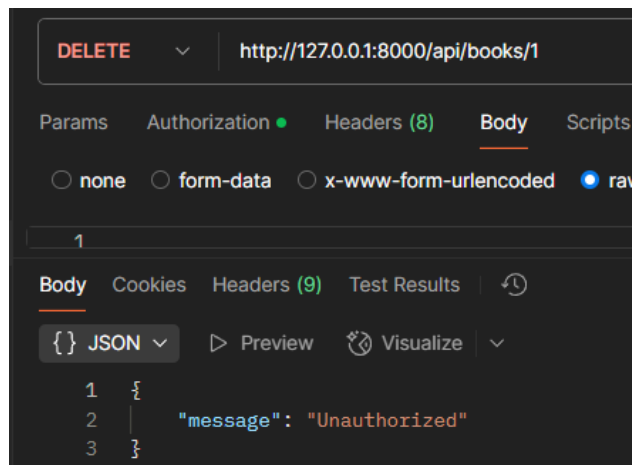 DELETE http://127.0.0.1:8000/api/books/1
Params Authorization Headers (8) Body Scripts
none form-data x-www-form-urlencoded raw
1
Body Cookies Headers (9) Test Results
{} JSON Preview Visualize
1 {
2 "message": "Unauthorized"
3 }